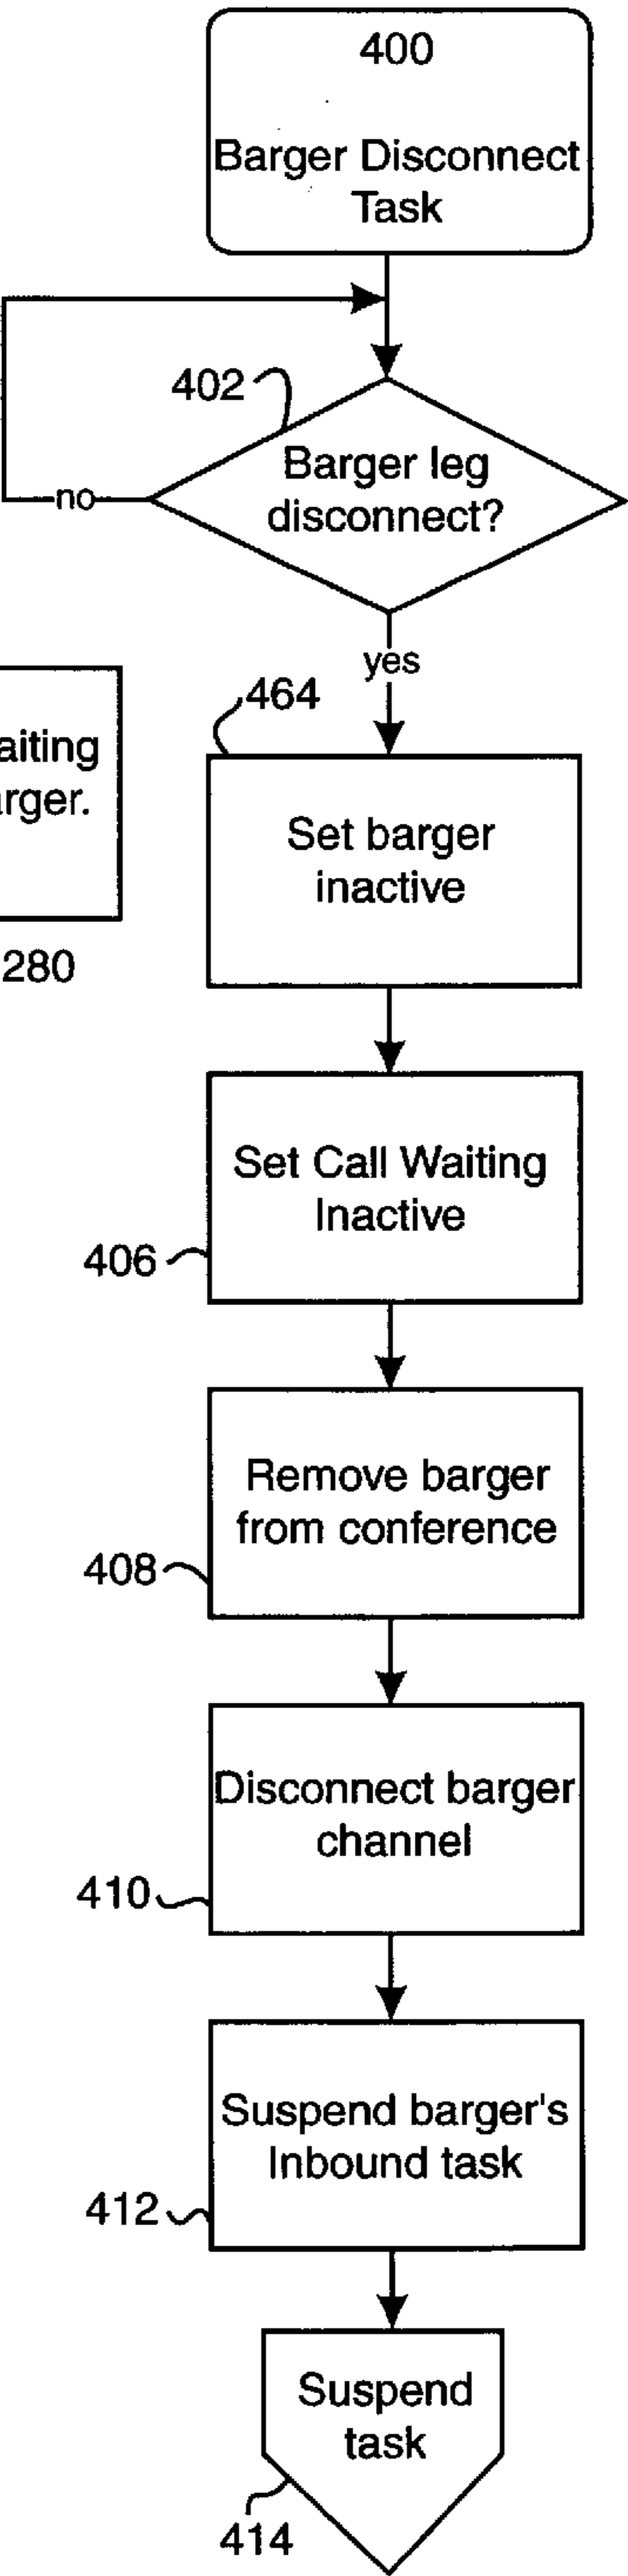 400
Barger Disconnect
Task
402
Barger leg
disconnect?
no
yes
464
Set barger
inactive
280
Set Call Waiting
Inactive
406
Remove barger
from conference
408
Disconnect barger
channel
410
Suspend barger's
Inbound task
412
Suspend
task
414